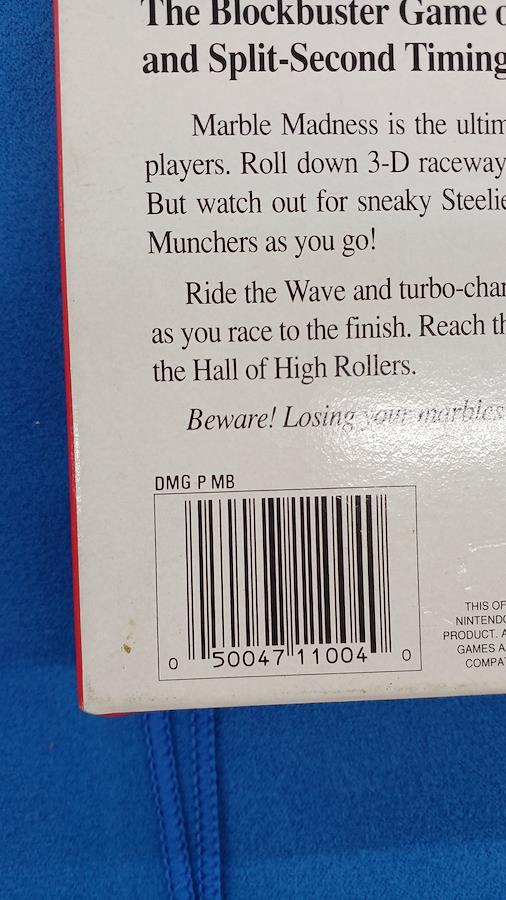 The Blockbuster Game o
and Split-Second Timing
Marble Madness is the ultim
players. Roll down 3-D raceway
But watch out for sneaky Steelie
Munchers as you go!
Ride the Wave and turbo-char
as you race to the finish. Reach th
the Hall of High Rollers.
Beware! Losing your marbles
DMG P MB
0 50047 11004 0
THIS OF
NINTENDO
PRODUCT. A
GAMES A
COMPAT